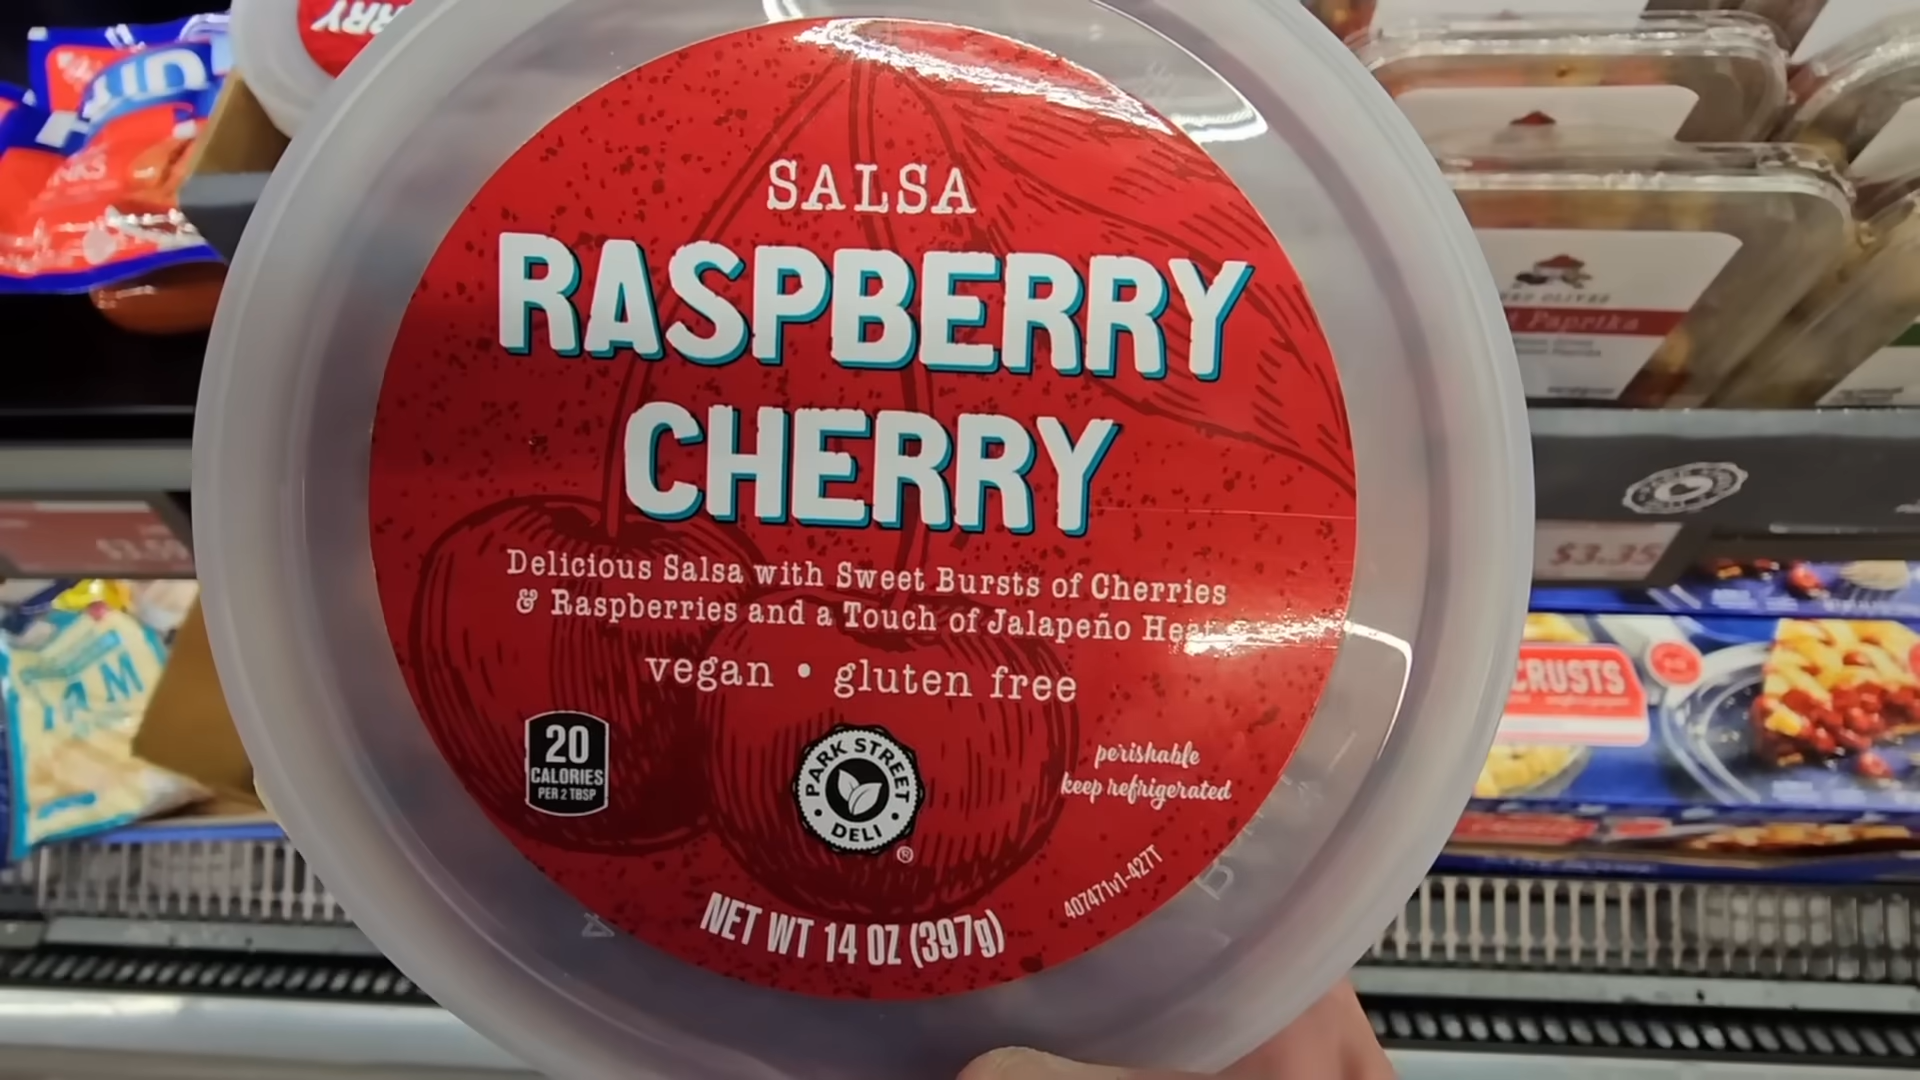 SALSA
RASPBERRY
CHERRY
Delicious Salsa with Sweet Bursts of Cherries
& Raspberries and a Touch of Jalapeño Heat
vegan • gluten free
20
CALORIES
PER 2 TBSP
PARK STREET
DELI
®
perishable
keep refrigerated
407471v1-427T
NET WT 14 OZ (397g)
Paprika
$3.35
CRUSTS